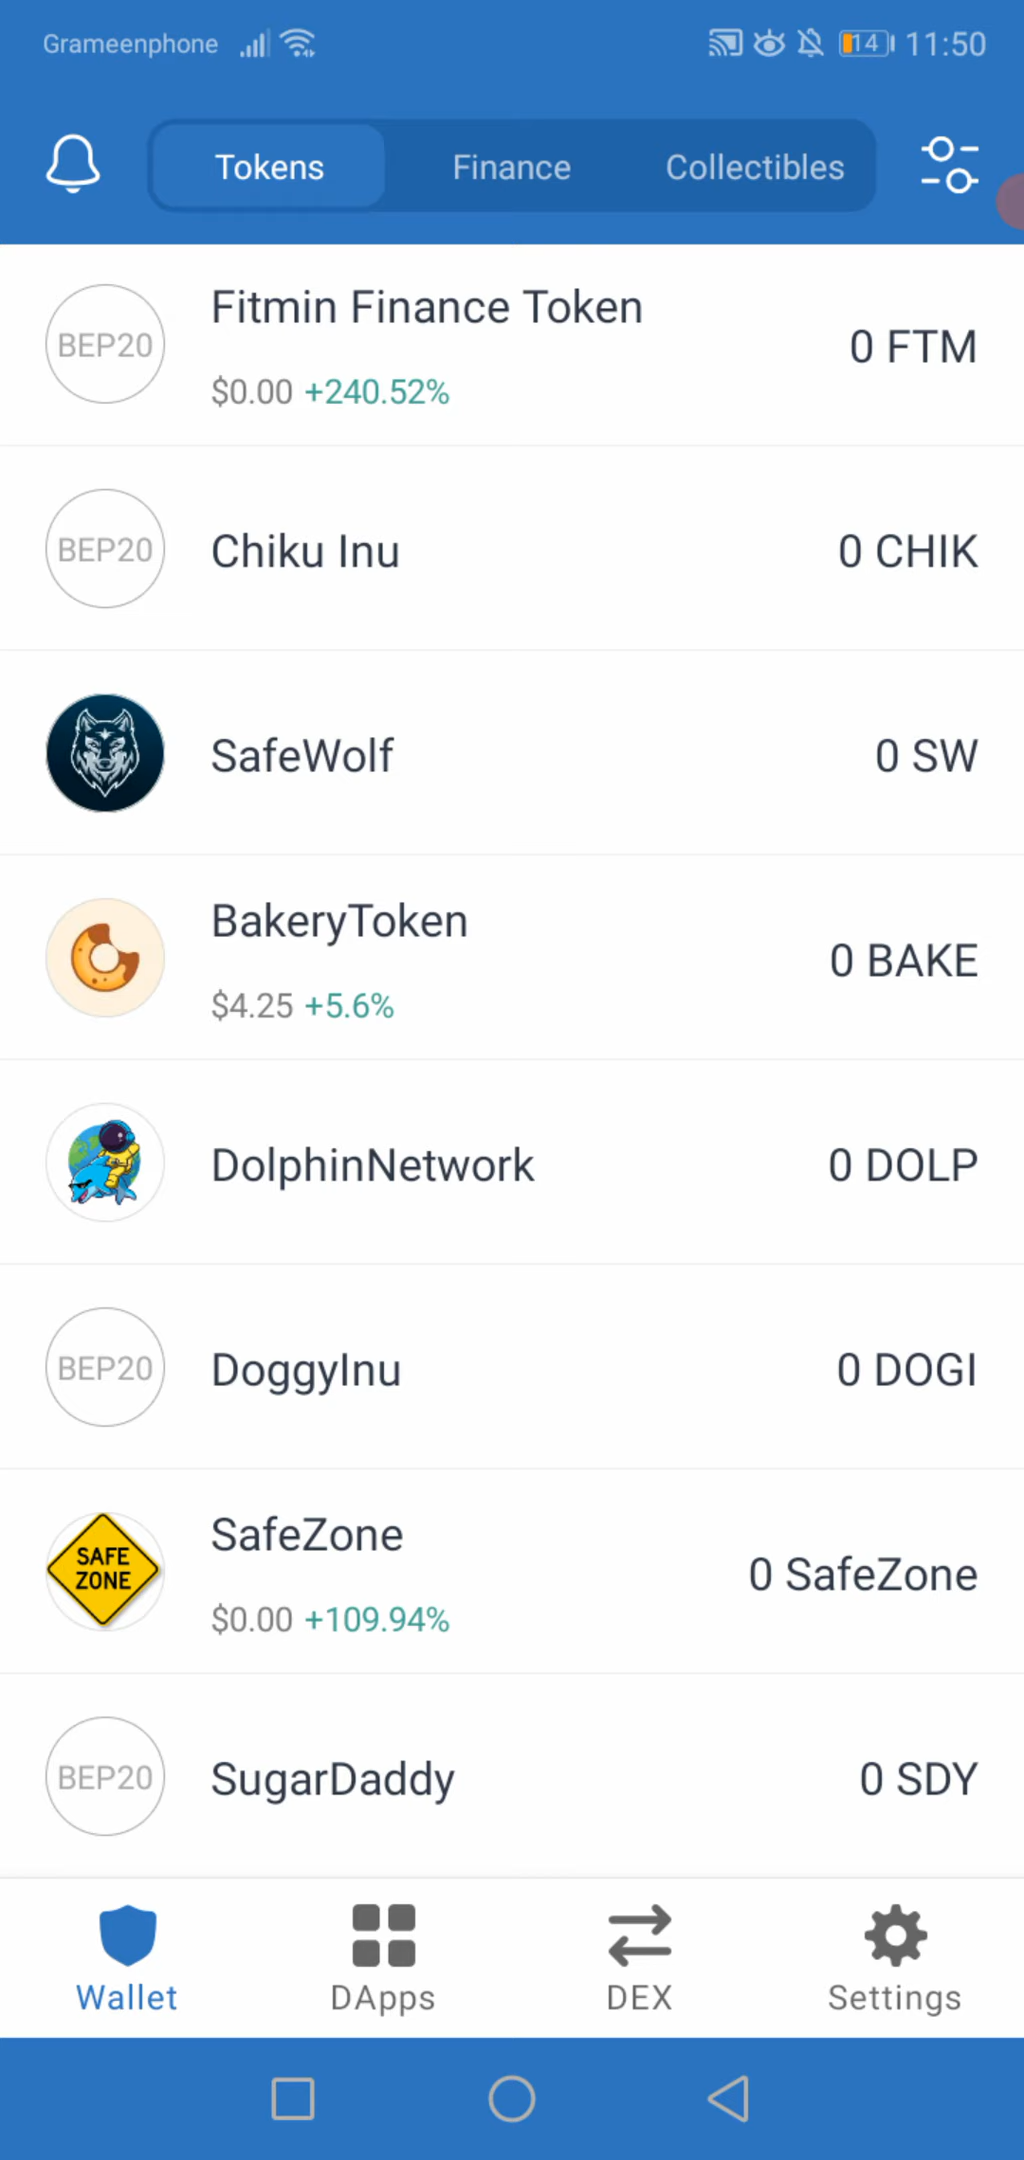 Grameenphone 14 11:50
Tokens Finance Collectibles
BEP20 Fitmin Finance Token 0 FTM
$0.00 +240.52%
BEP20 Chiku Inu 0 CHIK
SafeWolf 0 SW
BakeryToken 0 BAKE
$4.25 +5.6%
DolphinNetwork 0 DOLP
BEP20 DoggyInu 0 DOGI
SAFE
ZONE
SafeZone 0 SafeZone
$0.00 +109.94%
BEP20 SugarDaddy 0 SDY
Wallet DApps DEX Settings